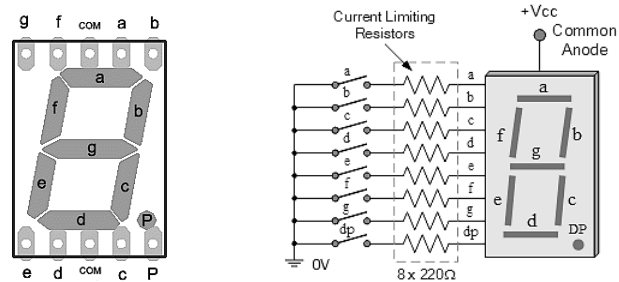 g f COM a b
a
f
b
g
e
c
d
P
e d COM c P
Current Limiting
Resistors
+Vcc
Common
Anode
a a
b b
c c
d d
e e
f f
g g
dp dp
0V
8 x 220Ω
a
f
b
g
e
c
d
DP